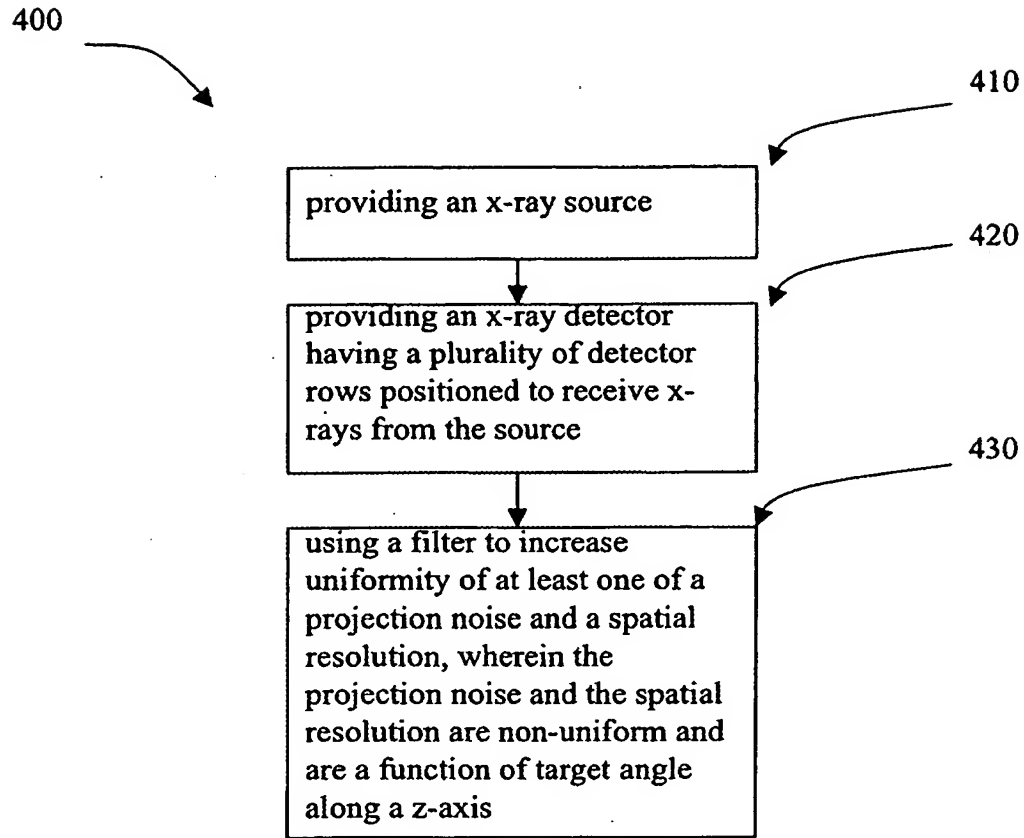 400
410
providing an x-ray source
420
providing an x-ray detector
having a plurality of detector
rows positioned to receive x-
rays from the source
430
using a filter to increase
uniformity of at least one of a
projection noise and a spatial
resolution, wherein the
projection noise and the spatial
resolution are non-uniform and
are a function of target angle
along a z-axis